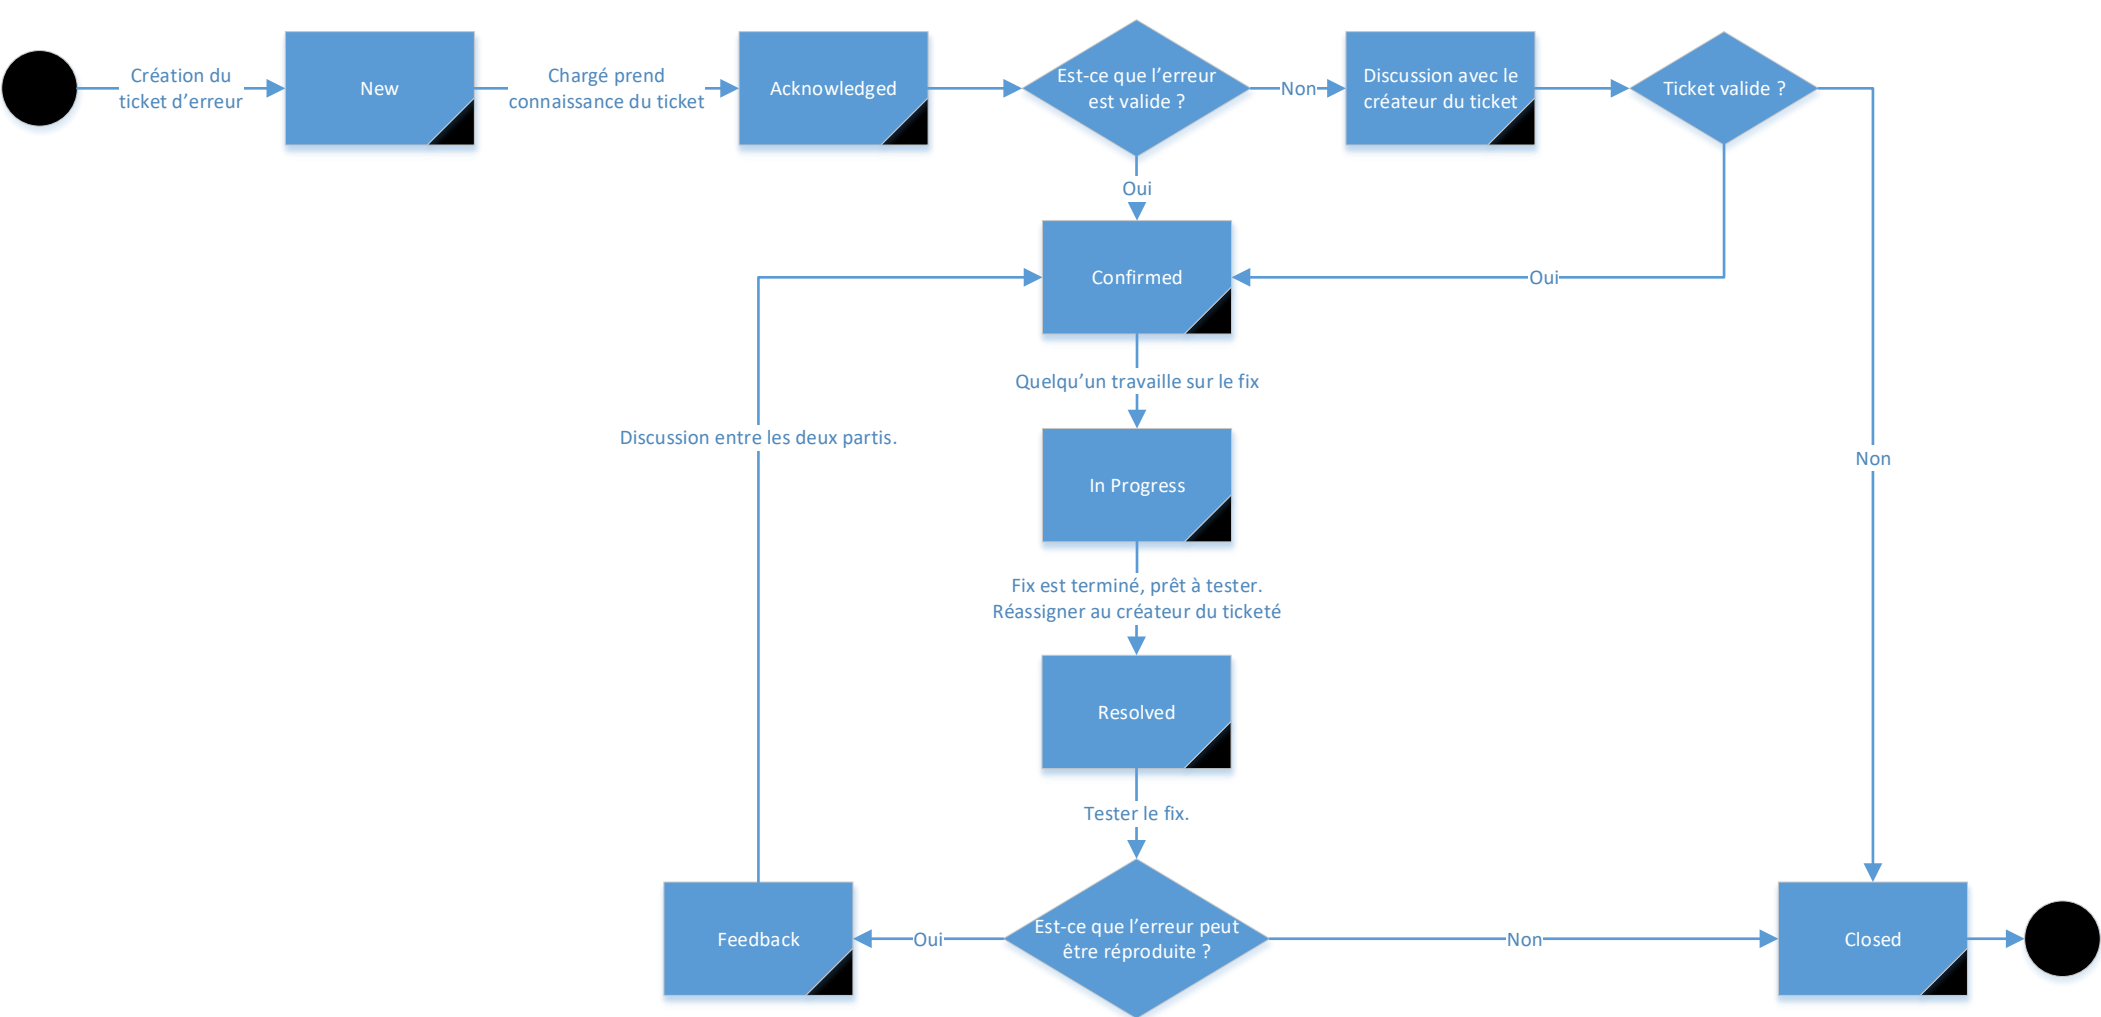 Création du
ticket d'erreur
New
Chargé prend
connaissance du ticket
Acknowledged
Est-ce que l'erreur
est valide ?
Non
Discussion avec le
créateur du ticket
Ticket valide ?
Oui
Confirmed
Oui
Quelqu'un travaille sur le fix
Discussion entre les deux partis.
Non
In Progress
Fix est terminé, prêt à tester.
Réassigner au créateur du ticketé
Resolved
Tester le fix.
Feedback
Oui
Est-ce que l'erreur peut
être réproduite ?
Non
Closed